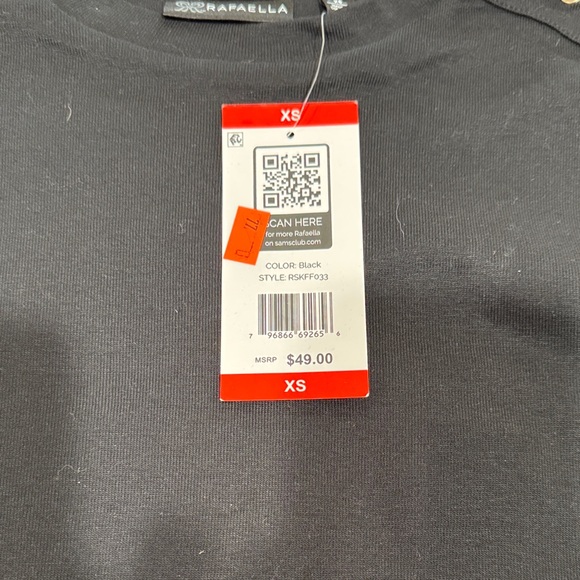 RAFAELLA
XS
SCAN HERE
for more Rafaella
on samsclub.com
COLOR: Black
STYLE: RSKFF033
7 96866 69265 6
MSRP $49.00
XS